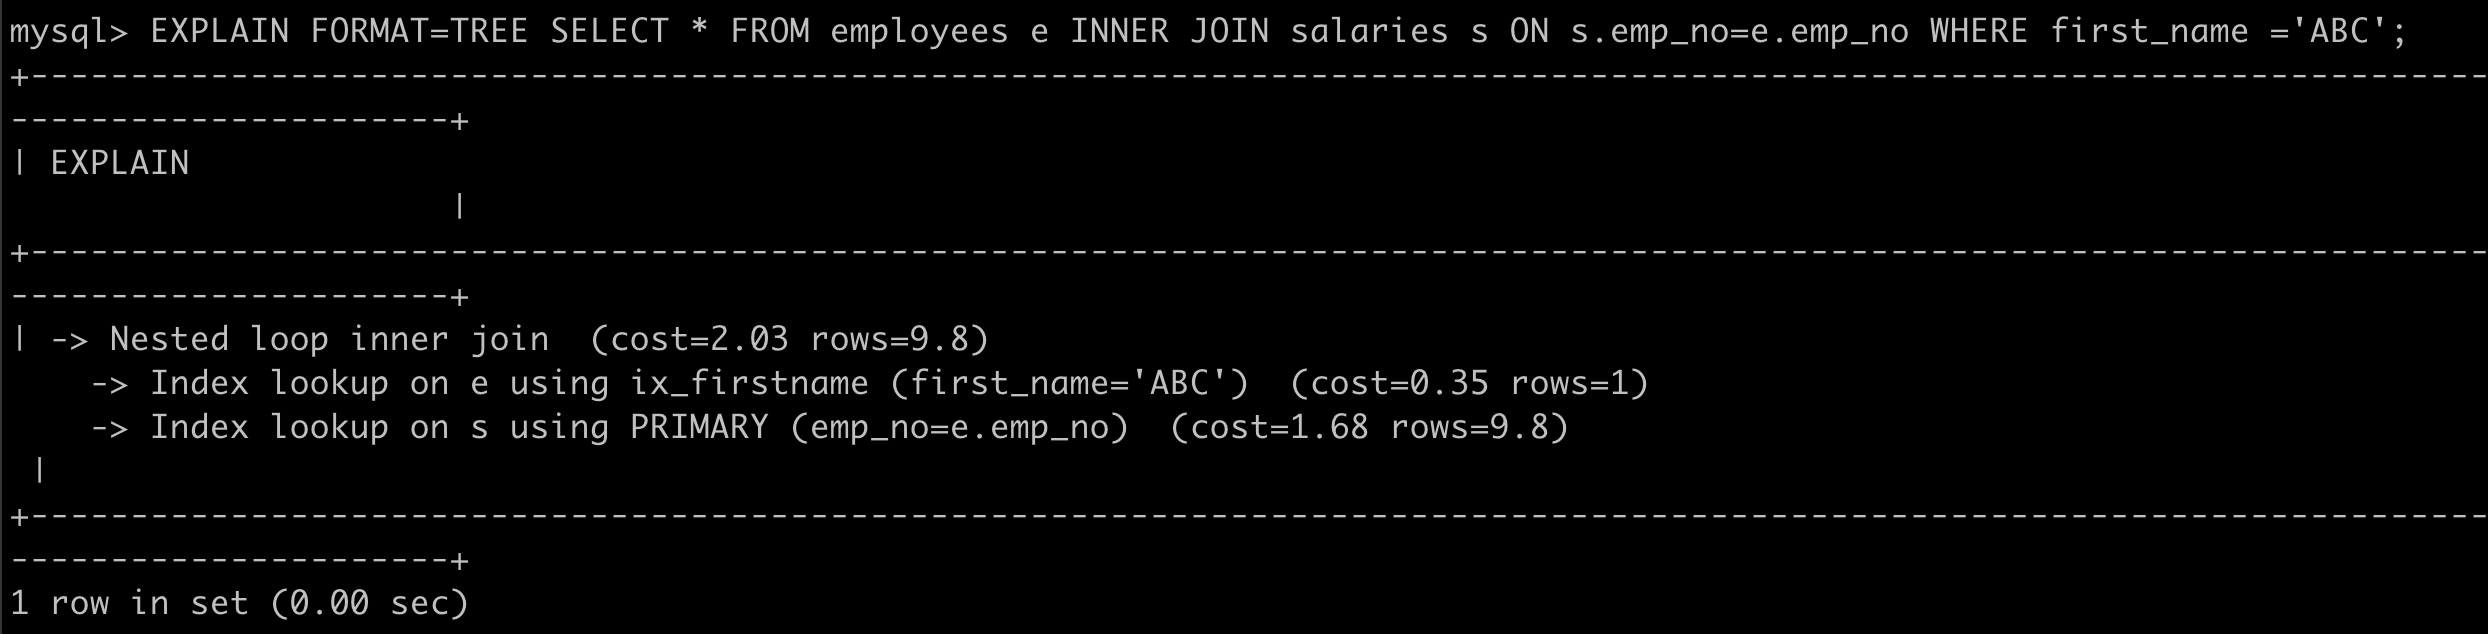 mysql> EXPLAIN FORMAT=TREE SELECT * FROM employees e INNER JOIN salaries s ON s.emp_no=e.emp_no WHERE first_name ='ABC';
+---------------------------------------------------------------------------------------------------------------------------
----------------------+
| EXPLAIN
                      |
+---------------------------------------------------------------------------------------------------------------------------
----------------------+
| -> Nested loop inner join  (cost=2.03 rows=9.8)
    -> Index lookup on e using ix_firstname (first_name='ABC')  (cost=0.35 rows=1)
    -> Index lookup on s using PRIMARY (emp_no=e.emp_no)  (cost=1.68 rows=9.8)
 |
+---------------------------------------------------------------------------------------------------------------------------
----------------------+
1 row in set (0.00 sec)